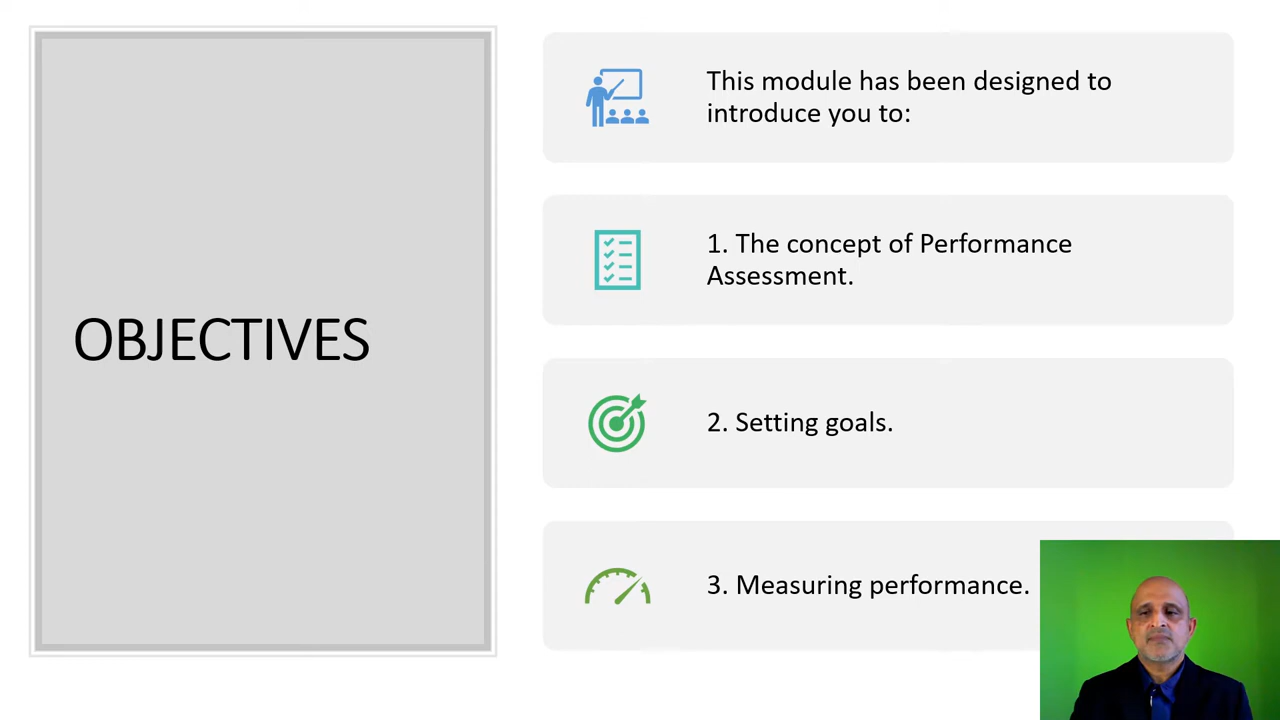 OBJECTIVES
This module has been designed to
introduce you to:
1. The concept of Performance
Assessment.
2. Setting goals.
3. Measuring performance.